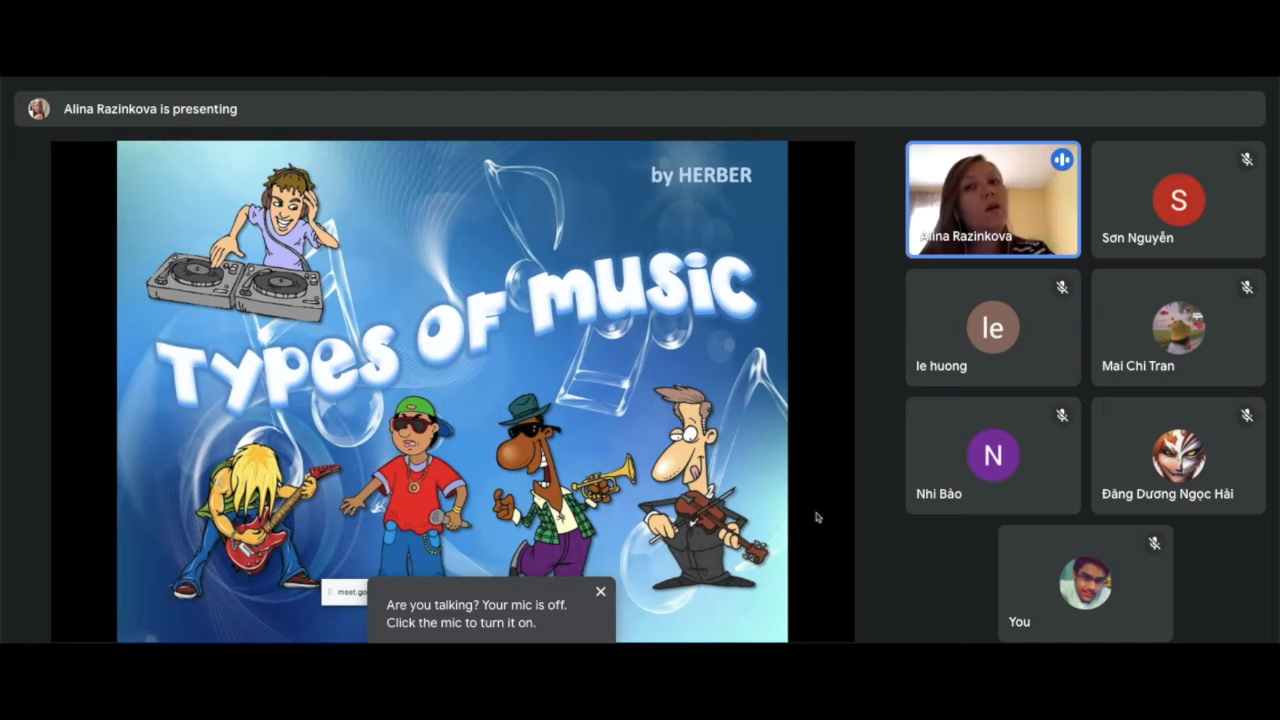 Alina Razinkova is presenting
by HERBER
TYPES OF MUSIC
meet.go
Are you talking? Your mic is off.
Click the mic to turn it on.
Alina Razinkova
S
Sơn Nguyễn
le
le huong
Mai Chi Tran
N
Nhi Bảo
Đăng Dương Ngọc Hải
You